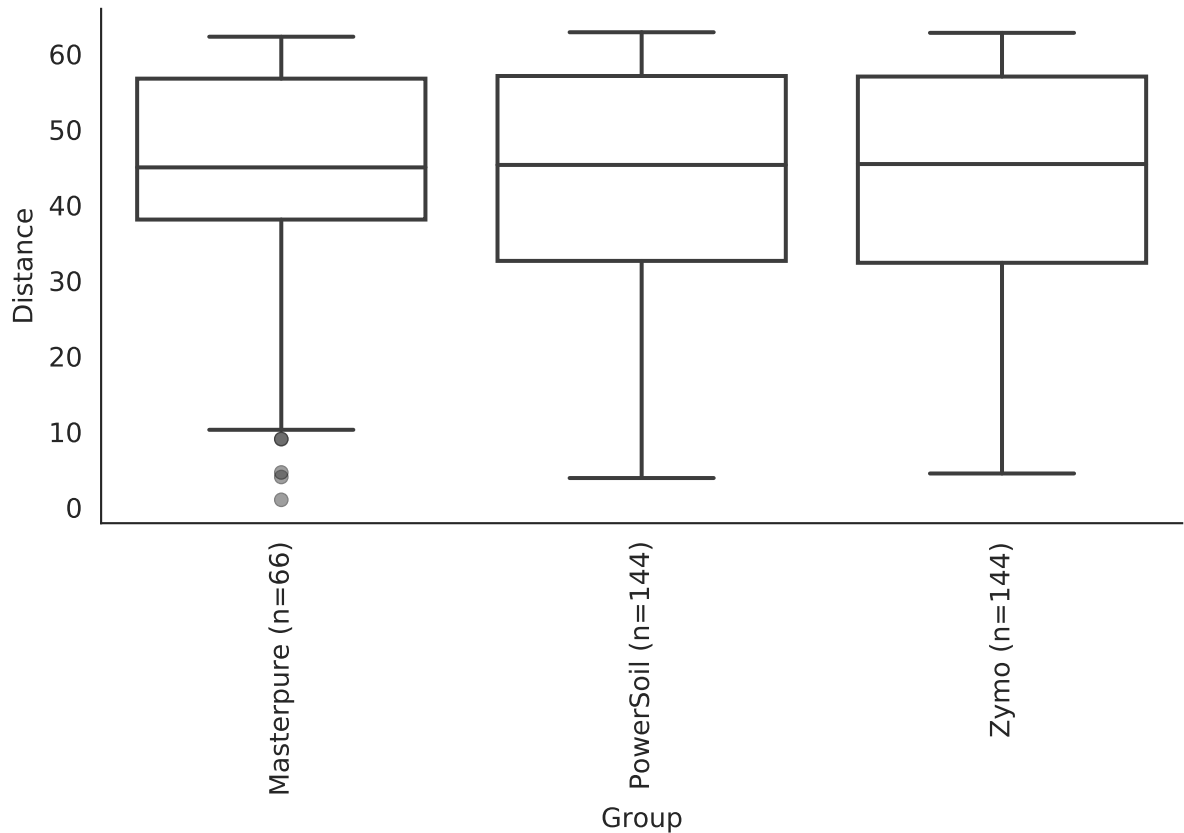 60
50
40
30
20
10
0
Distance
Masterpure (n=66)
PowerSoil (n=144)
Zymo (n=144)
Group